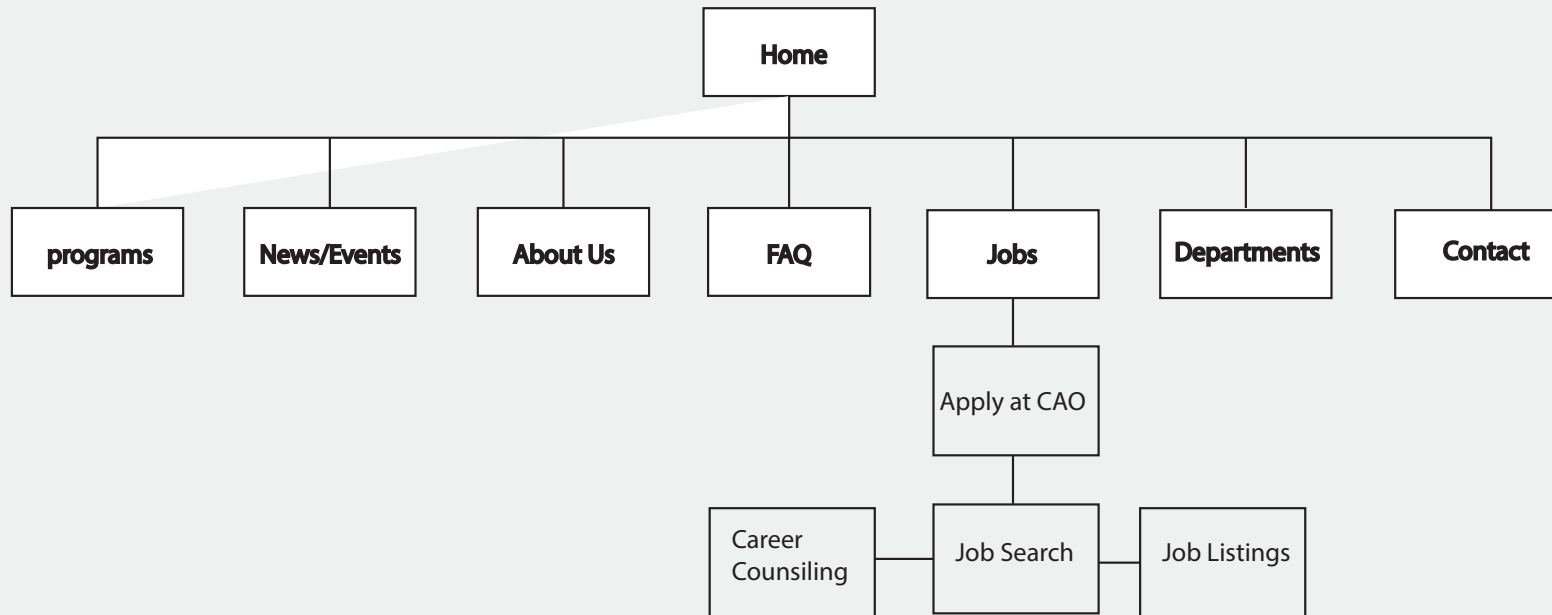 Home
programs
News/Events
About Us
FAQ
Jobs
Departments
Contact
Apply at CAO
Career
Counsiling
Job Search
Job Listings